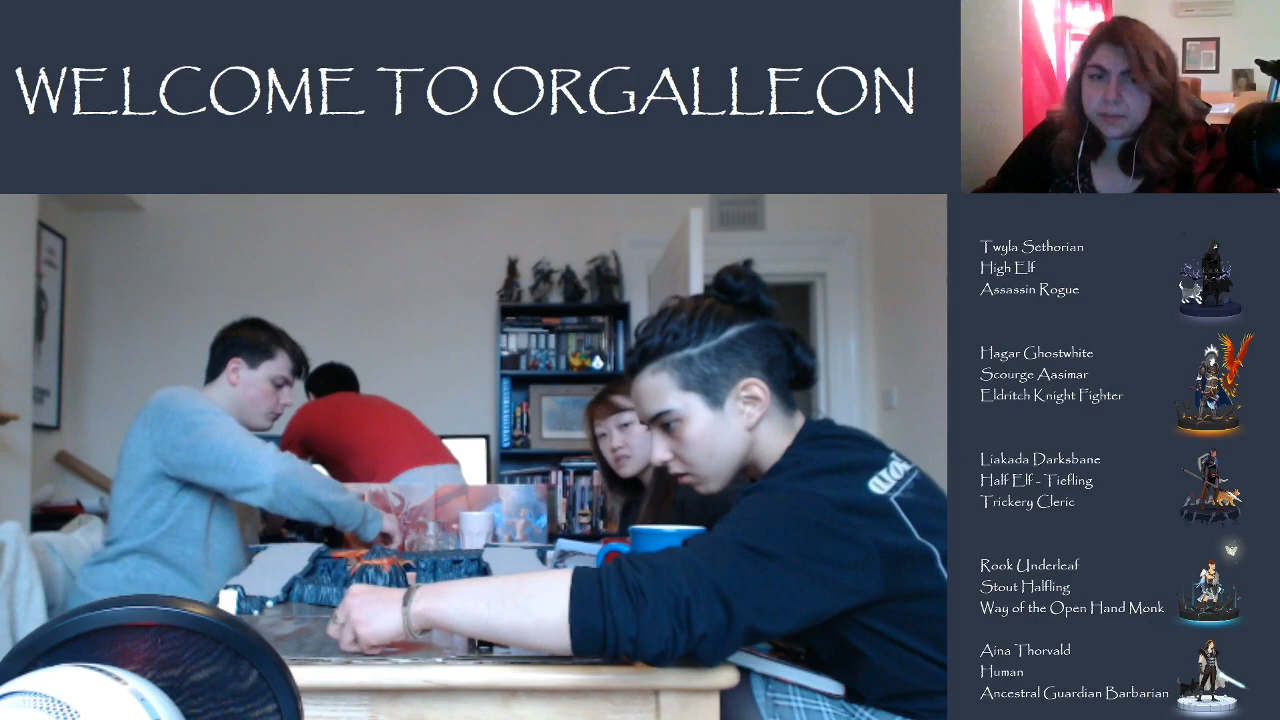 WELCOME TO ORGALLEON
Twyla Sethorian
High Elf
Assassin Rogue
Hagar Ghostwhite
Scourge Aasimar
Eldritch Knight Fighter
Liakada Darksbane
Half Elf - Tiefling
Trickery Cleric
Rook Underleaf
Stout Halfling
Way of the Open Hand Monk
Aina Thorvald
Human
Ancestral Guardian Barbarian